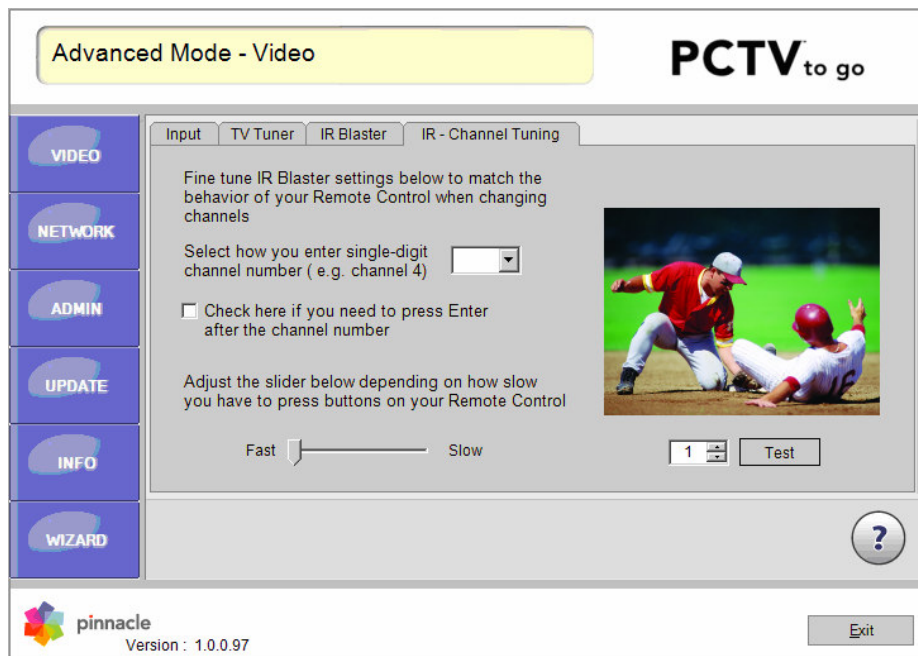 Advanced Mode - Video
PCTV to go
VIDEO
NETWORK
ADMIN
UPDATE
INFO
WIZARD
Input
TV Tuner
IR Blaster
IR - Channel Tuning
Fine tune IR Blaster settings below to match the
behavior of your Remote Control when changing
channels
Select how you enter single-digit
channel number ( e.g. channel 4)
Check here if you need to press Enter
after the channel number
Adjust the slider below depending on how slow
you have to press buttons on your Remote Control
Fast
Slow
16
1
Test
?
pinnacle
Version : 1.0.0.97
Exit